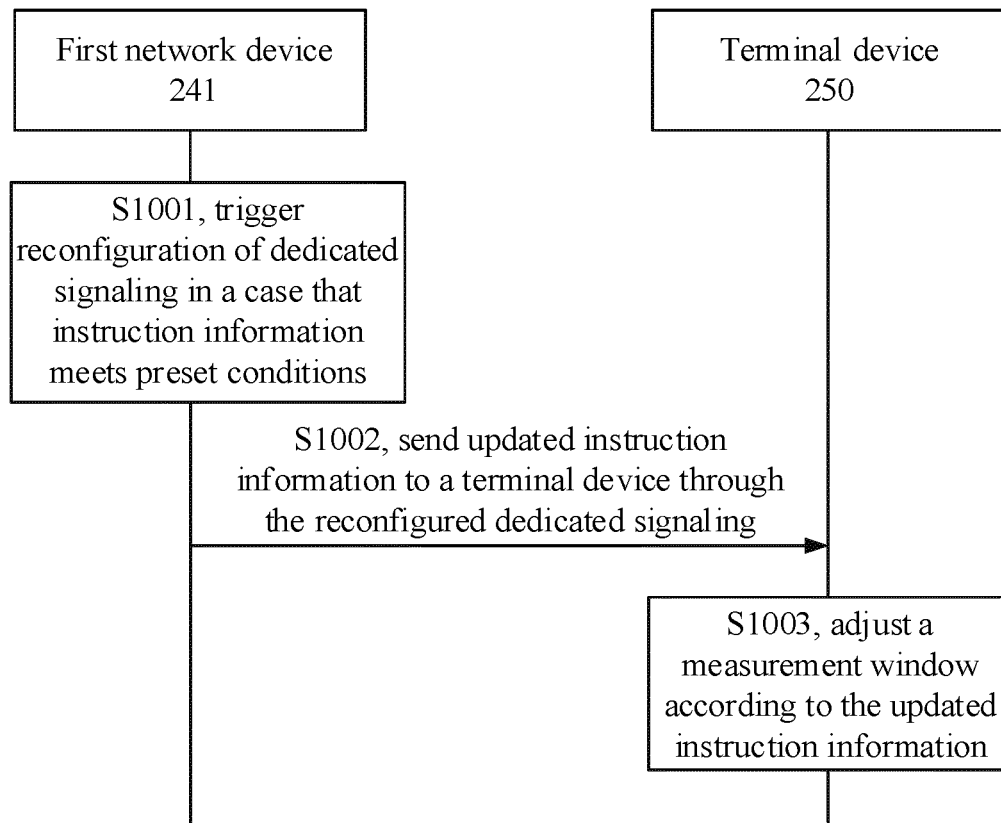 First network device
241
Terminal device
250
S1001, trigger
reconfiguration of dedicated
signaling in a case that
instruction information
meets preset conditions
S1002, send updated instruction
information to a terminal device through
the reconfigured dedicated signaling
S1003, adjust a
measurement window
according to the updated
instruction information